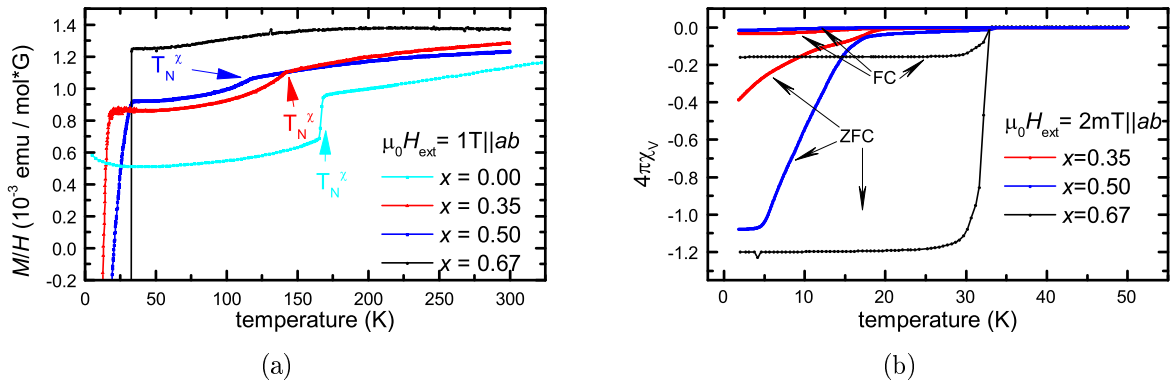 1.4
1.2
1.0
0.8
0.6
0.4
0.2
0.0
-0.2
M/H (10⁻³ emu / mol*G)
T_N^χ
T_N^χ
T_N^χ
μ₀H_ext = 1T||ab
x = 0.00
x = 0.35
x = 0.50
x = 0.67
0 50 100 150 200 250 300
temperature (K)
(a)
0.0
-0.2
-0.4
-0.6
-0.8
-1.0
-1.2
4πχ_V
FC
ZFC
μ₀H_ext = 2mT||ab
x=0.35
x=0.50
x=0.67
0 10 20 30 40 50
temperature (K)
(b)